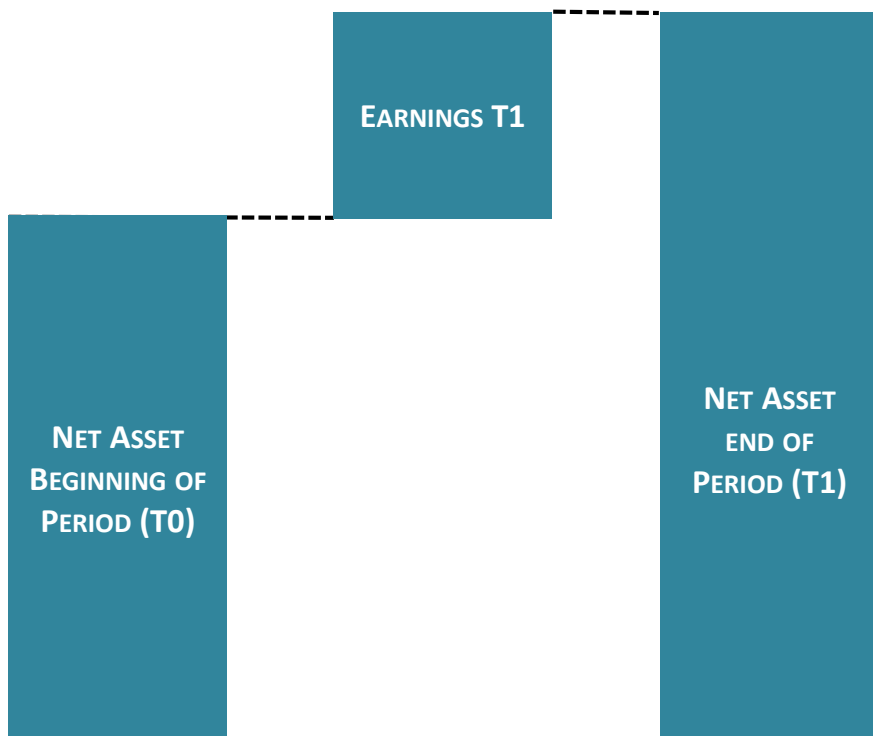 Earnings T1
Net Asset
Beginning of
Period (T0)
Net Asset
end of
Period (T1)